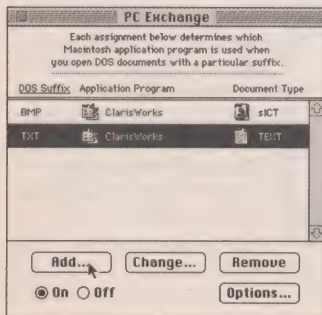 PC Exchange
Each assignment below determines which
Macintosh application program is used when
you open DOS documents with a particular suffix.
DOS Suffix Application Program Document Type
BMP ClarisWorks sICT
TXT ClarisWorks TEXT
Add... Change... Remove
On Off Options...